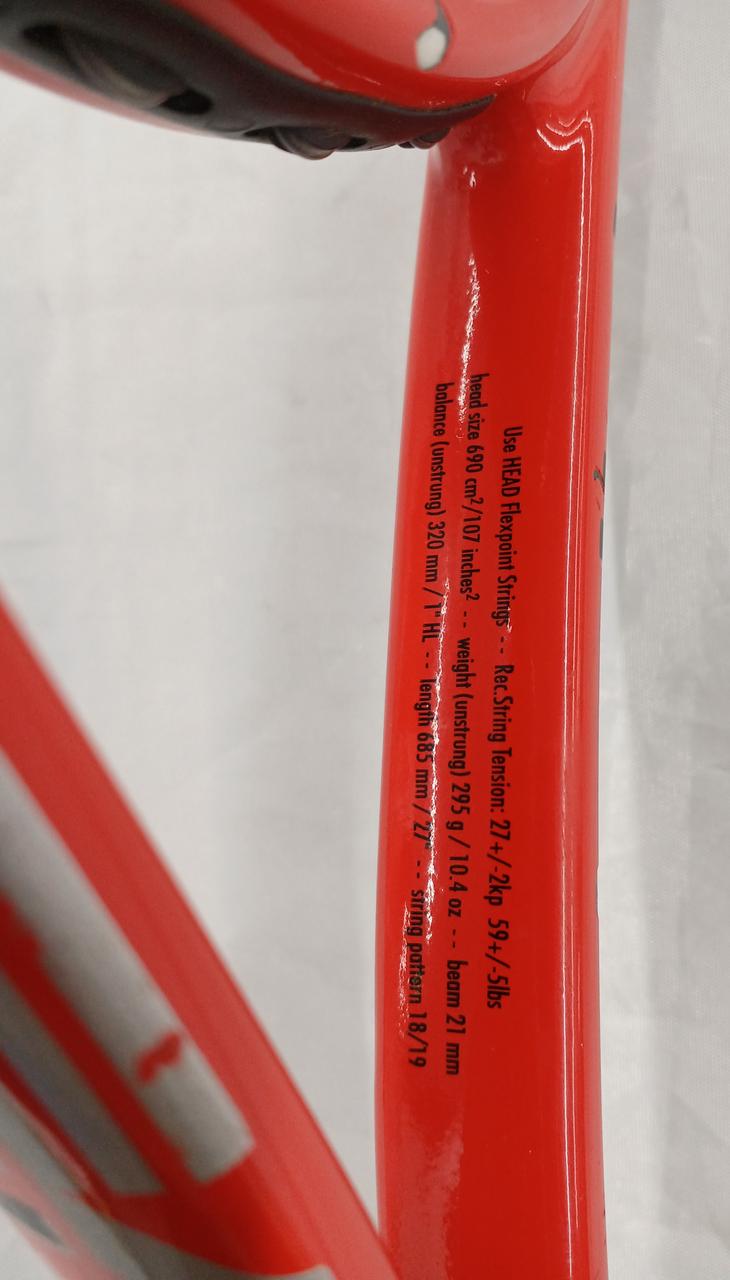 Use HEAD Flexpoint Strings -- Rec.String Tension: 27+/-2kp 59+/-5lbs
head size 690 cm²/107 inches² -- weight (unstrung) 295 g / 10.4 oz -- beam 21 mm
balance (unstrung) 320 mm /1" HL -- length 685 mm / 27" -- string pattern 18/19